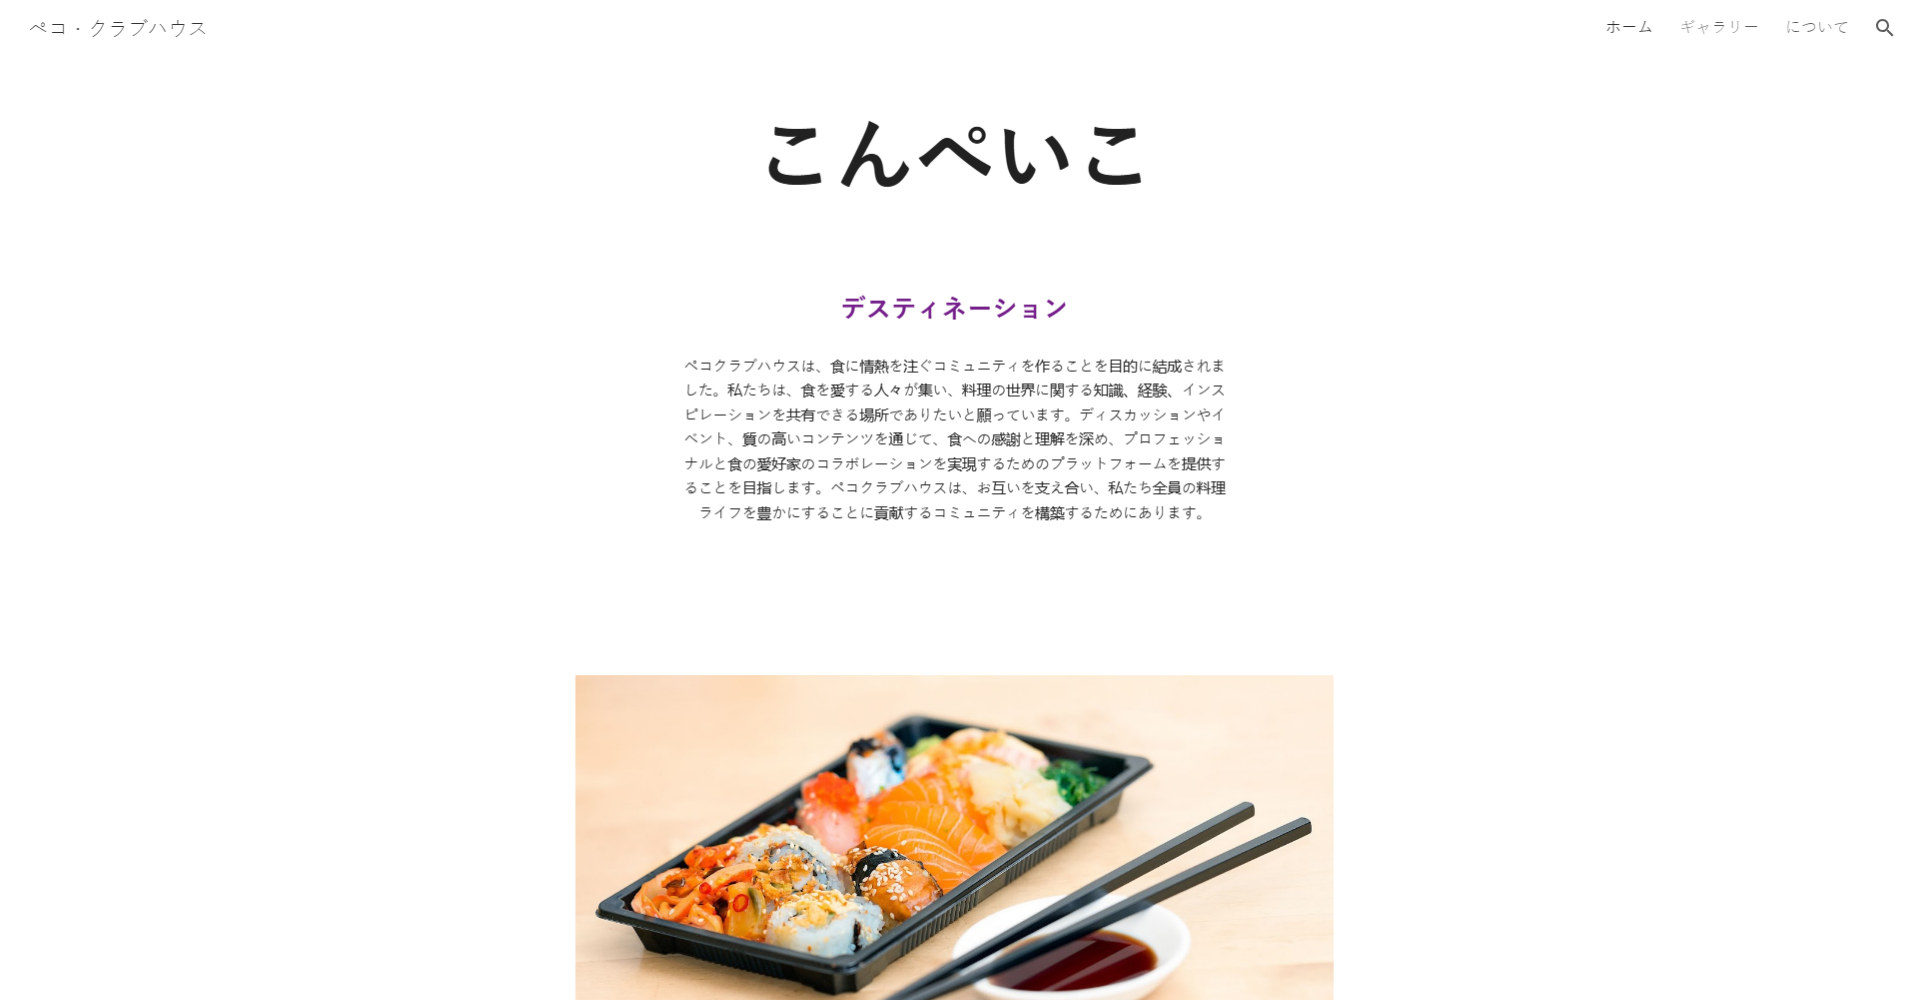 ペコ・クラブハウス
ホーム ギャラリー について
こんぺいこ
デスティネーション
ペコクラブハウスは、食に情熱を注ぐコミュニティを作ることを目的に結成されま
した。私たちは、食を愛する人々が集い、料理の世界に関する知識、経験、インス
ピレーションを共有できる場所でありたいと願っています。ディスカッションやイ
ベント、質の高いコンテンツを通じて、食への感謝と理解を深め、プロフェッショ
ナルと食の愛好家のコラボレーションを実現するためのプラットフォームを提供す
ることを目指します。ペコクラブハウスは、お互いを支え合い、私たち全員の料理
ライフを豊かにすることに貢献するコミュニティを構築するためにあります。